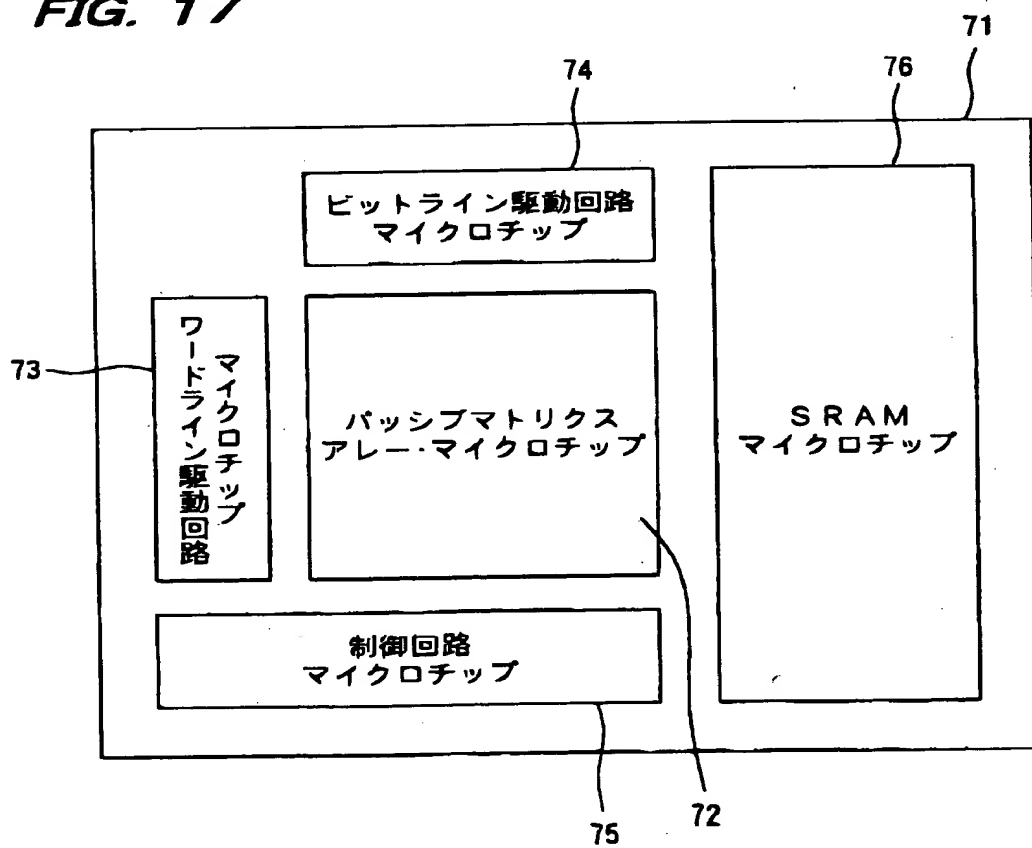 FIG. 17
71
74
76
ビットライン駆動回路
マイクロチップ
73
ワードライン駆動回路
マイクロチップ
パッシブマトリクス
アレー・マイクロチップ
SRAM
マイクロチップ
制御回路
マイクロチップ
75
72